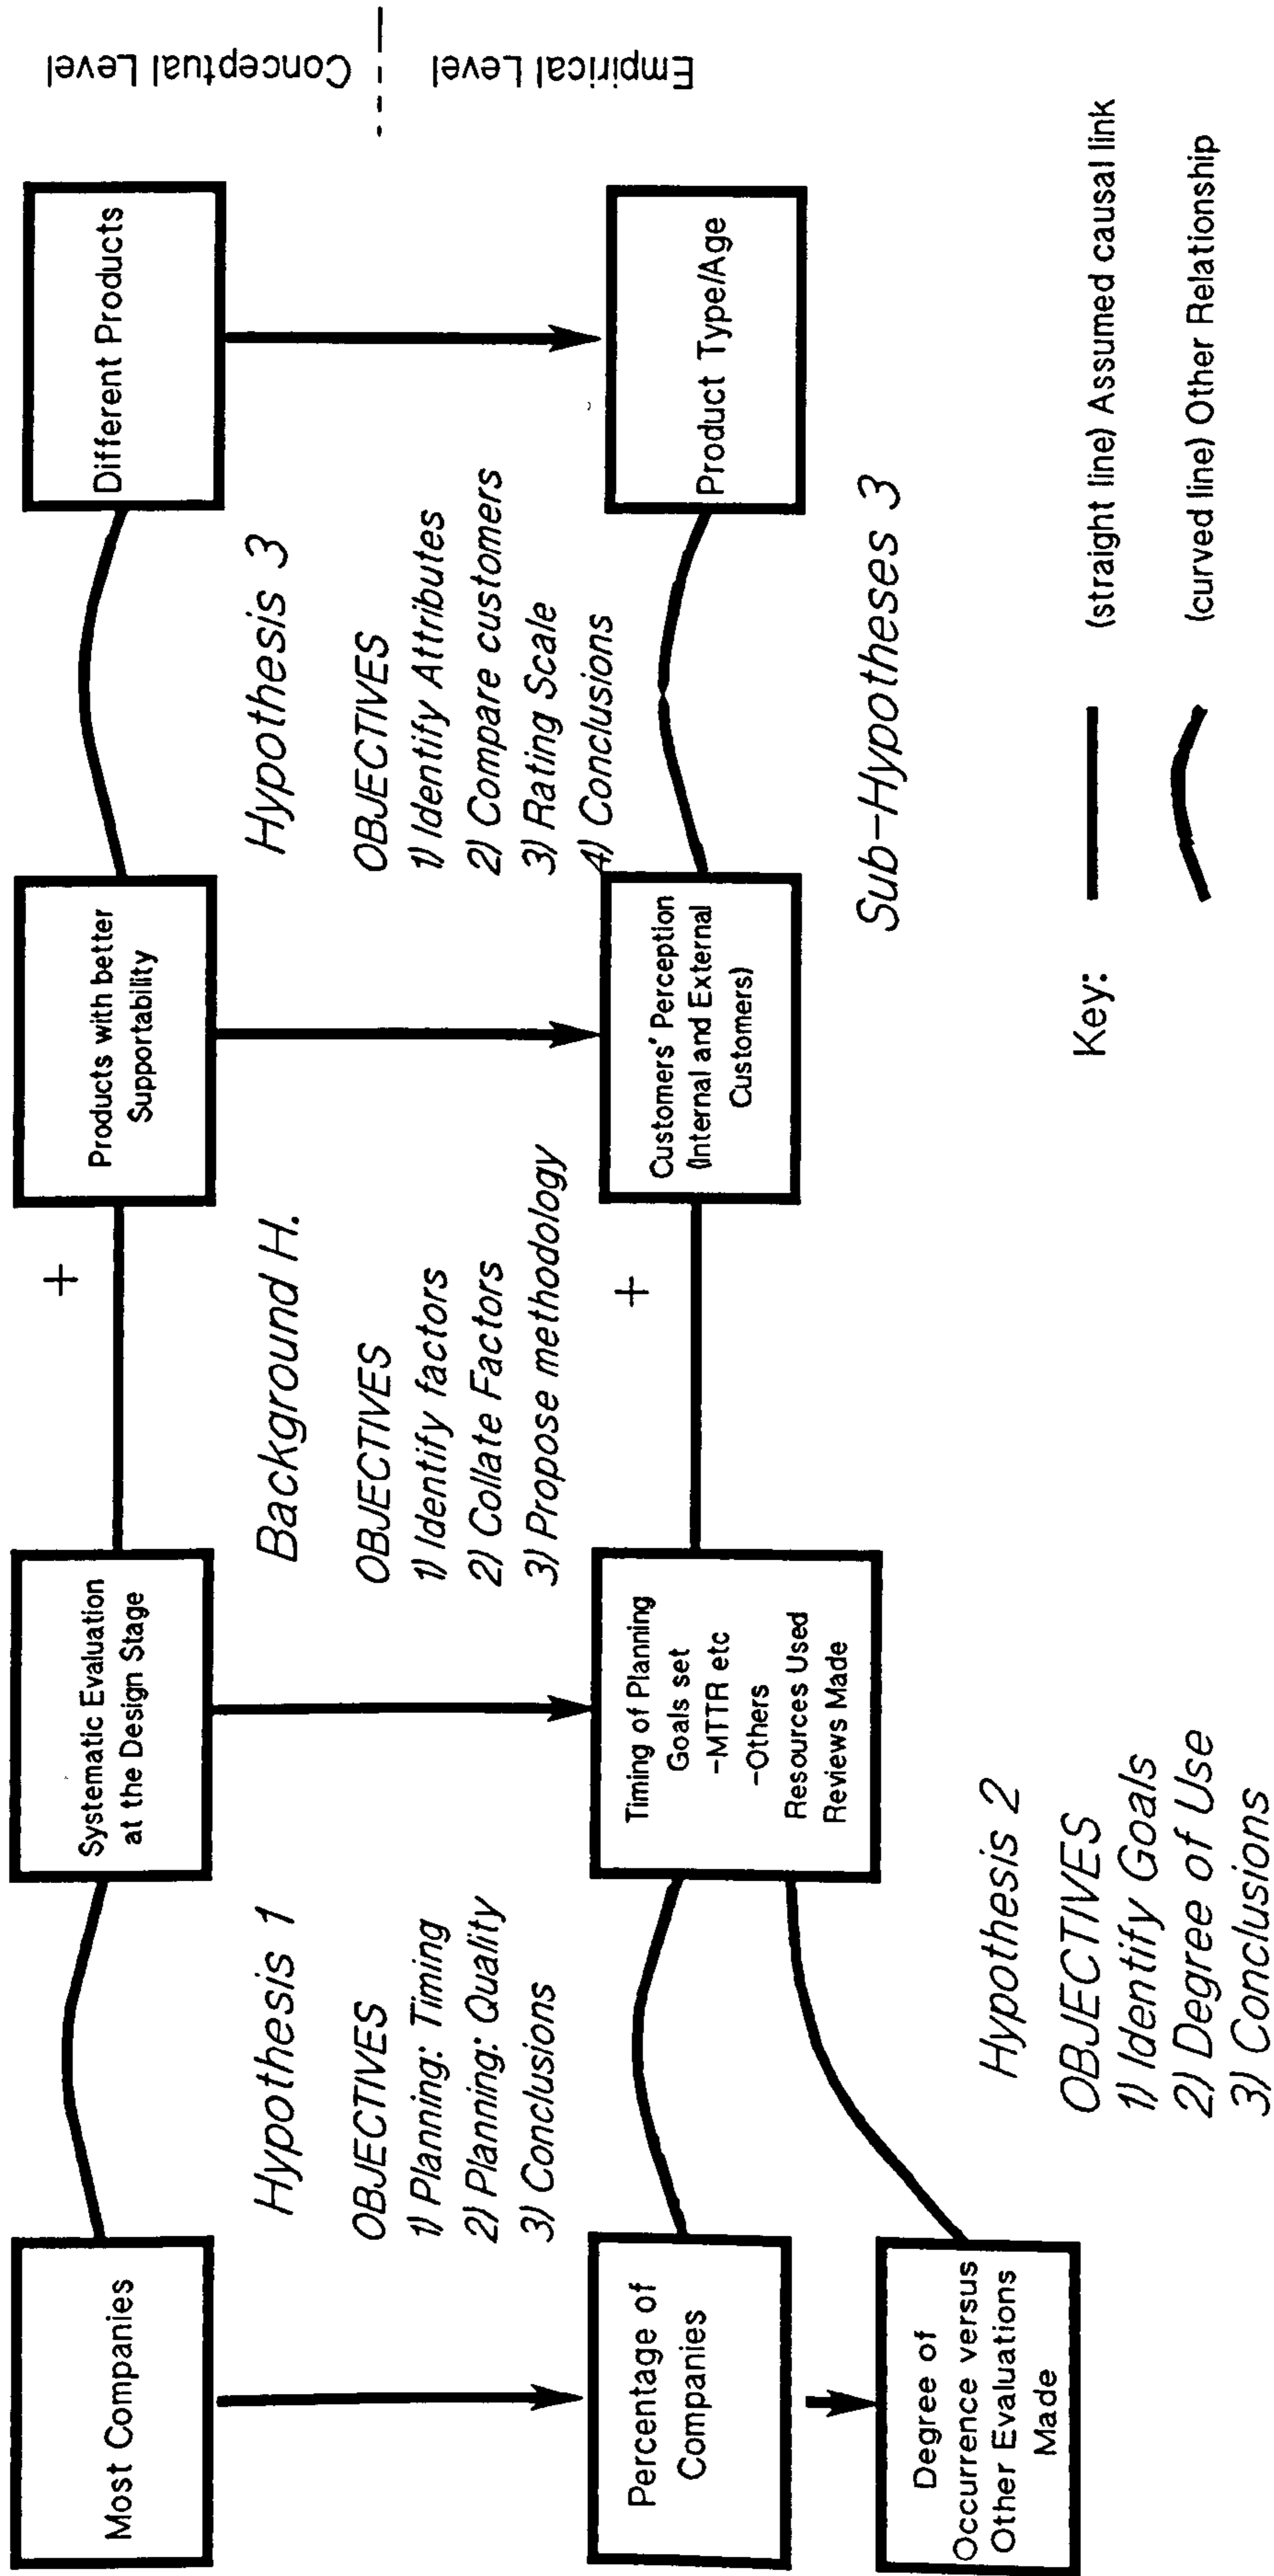 Conceptual Level
Empirical Level
Most Companies
Systematic Evaluation
at the Design Stage
+
Products with better
Supportability
Different Products
Hypothesis 1
OBJECTIVES
1) Planning: Timing
2) Planning: Quality
3) Conclusions
Background H.
OBJECTIVES
1) Identify factors
2) Collate Factors
3) Propose methodology
Hypothesis 3
OBJECTIVES
1) Identify Attributes
2) Compare customers
3) Rating Scale
4) Conclusions
Percentage of
Companies
Timing of Planning
Goals set
-MTTR etc
-Others
Resources Used
Reviews Made
+
Customers' Perception
(Internal and External
Customers)
Product Type/Age
Degree of
Occurrence versus
Other Evaluations
Made
Sub-Hypotheses 3
Hypothesis 2
OBJECTIVES
1) Identify Goals
2) Degree of Use
3) Conclusions
Key:
(straight line) Assumed causal link
(curved line) Other Relationship